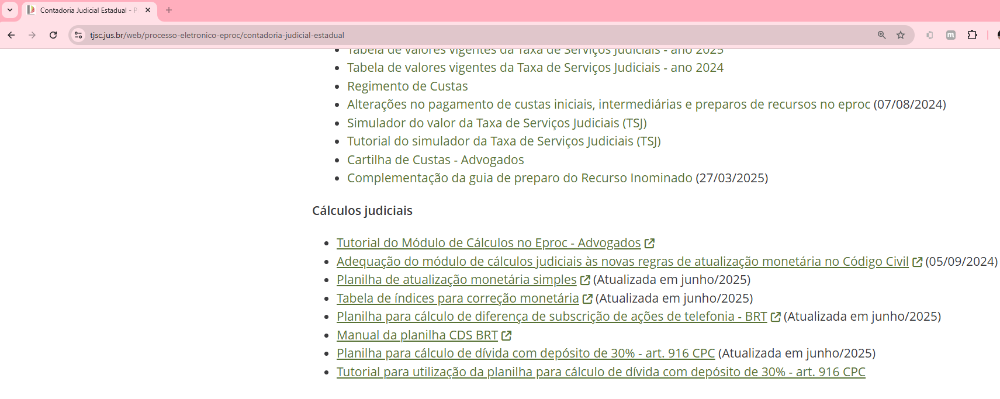 Contadoria Judicial Estadual - P
tjsc.jus.br/web/processo-eletronico-eproc/contadoria-judicial-estadual
Tabela de valores vigentes da Taxa de Serviços Judiciais - ano 2025
Tabela de valores vigentes da Taxa de Serviços Judiciais - ano 2024
Regimento de Custas
Alterações no pagamento de custas iniciais, intermediárias e preparos de recursos no eproc (07/08/2024)
Simulador do valor da Taxa de Serviços Judiciais (TSJ)
Tutorial do simulador da Taxa de Serviços Judiciais (TSJ)
Cartilha de Custas - Advogados
Complementação da guia de preparo do Recurso Inominado (27/03/2025)
Cálculos judiciais
Tutorial do Módulo de Cálculos no Eproc - Advogados
Adequação do módulo de cálculos judiciais às novas regras de atualização monetária no Código Civil (05/09/2024)
Planilha de atualização monetária simples (Atualizada em junho/2025)
Tabela de índices para correção monetária (Atualizada em junho/2025)
Planilha para cálculo de diferença de subscrição de ações de telefonia - BRT (Atualizada em junho/2025)
Manual da planilha CDS BRT
Planilha para cálculo de dívida com depósito de 30% - art. 916 CPC (Atualizada em junho/2025)
Tutorial para utilização da planilha para cálculo de dívida com depósito de 30% - art. 916 CPC